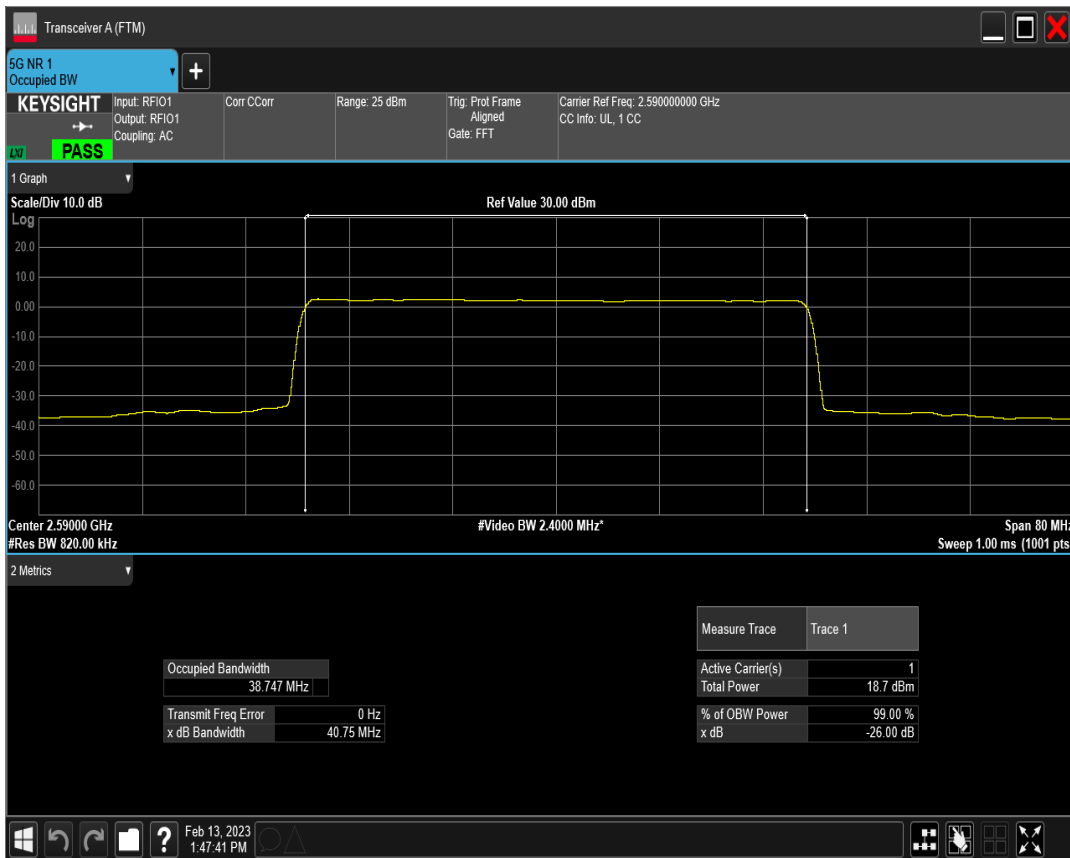 Transceiver A (FTM)
5G NR 1
Occupied BW
+
KEYSIGHT
LXI
PASS
Input: RFIO1
Output: RFIO1
Coupling: AC
Corr CCorr
Range: 25 dBm
Trig: Prot Frame
Aligned
Gate: FFT
Carrier Ref Freq: 2.590000000 GHz
CC Info: UL, 1 CC
1 Graph
Scale/Div 10.0 dB
Ref Value 30.00 dBm
Log
20.0
10.0
0.00
-10.0
-20.0
-30.0
-40.0
-50.0
-60.0
Center 2.59000 GHz
#Video BW 2.4000 MHz*
Span 80 MHz
#Res BW 820.00 kHz
Sweep 1.00 ms (1001 pts
2 Metrics
Measure Trace Trace 1
Occupied Bandwidth
38.747 MHz
Active Carrier(s) 1
Total Power 18.7 dBm
Transmit Freq Error 0 Hz
x dB Bandwidth 40.75 MHz
% of OBW Power 99.00 %
x dB -26.00 dB
?
Feb 13, 2023
1:47:41 PM